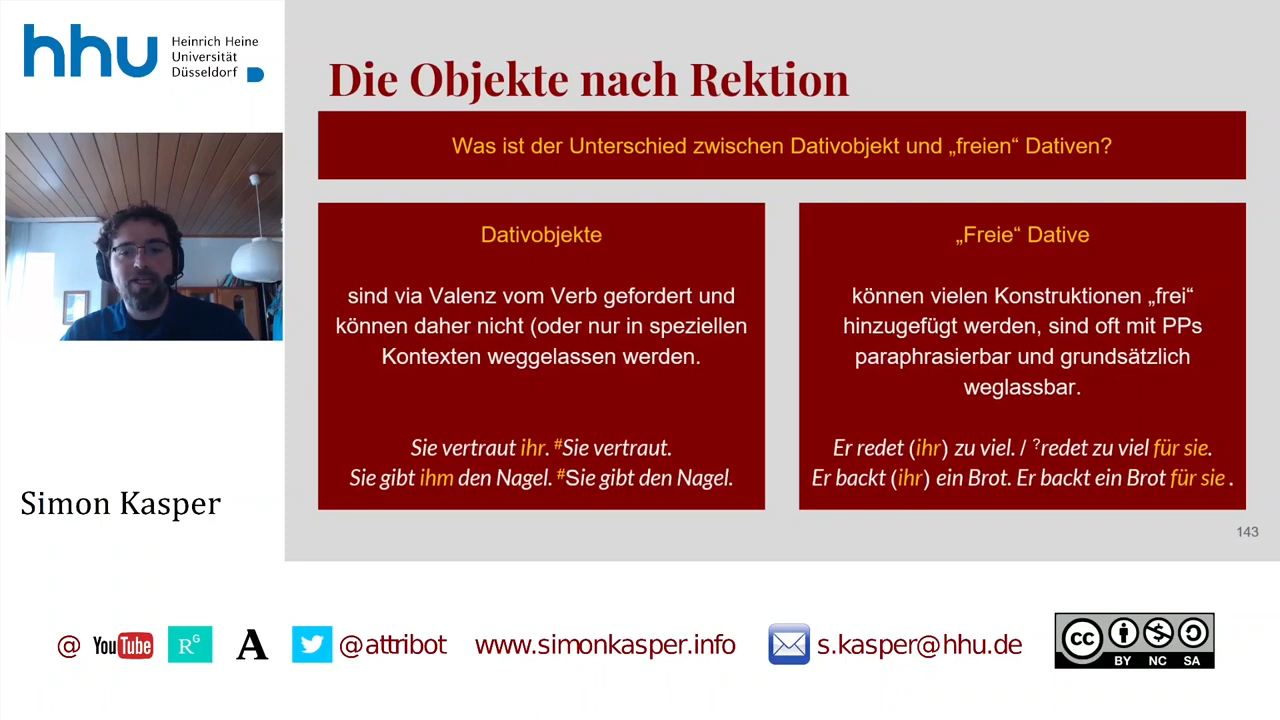 hhu Heinrich Heine
Universität
Düsseldorf
Die Objekte nach Rektion
Was ist der Unterschied zwischen Dativobjekt und „freien“ Dativen?
Dativobjekte
sind via Valenz vom Verb gefordert und
können daher nicht (oder nur in speziellen
Kontexten weggelassen werden.
Sie vertraut ihr. #Sie vertraut.
Sie gibt ihm den Nagel. #Sie gibt den Nagel.
„Freie“ Dative
können vielen Konstruktionen „frei“
hinzugefügt werden, sind oft mit PPs
paraphrasierbar und grundsätzlich
weglassbar.
Er redet (ihr) zu viel. / ?redet zu viel für sie.
Er backt (ihr) ein Brot. Er backt ein Brot für sie .
143
Simon Kasper
@ YouTube RG A @attribot www.simonkasper.info s.kasper@hhu.de
cc BY NC SA